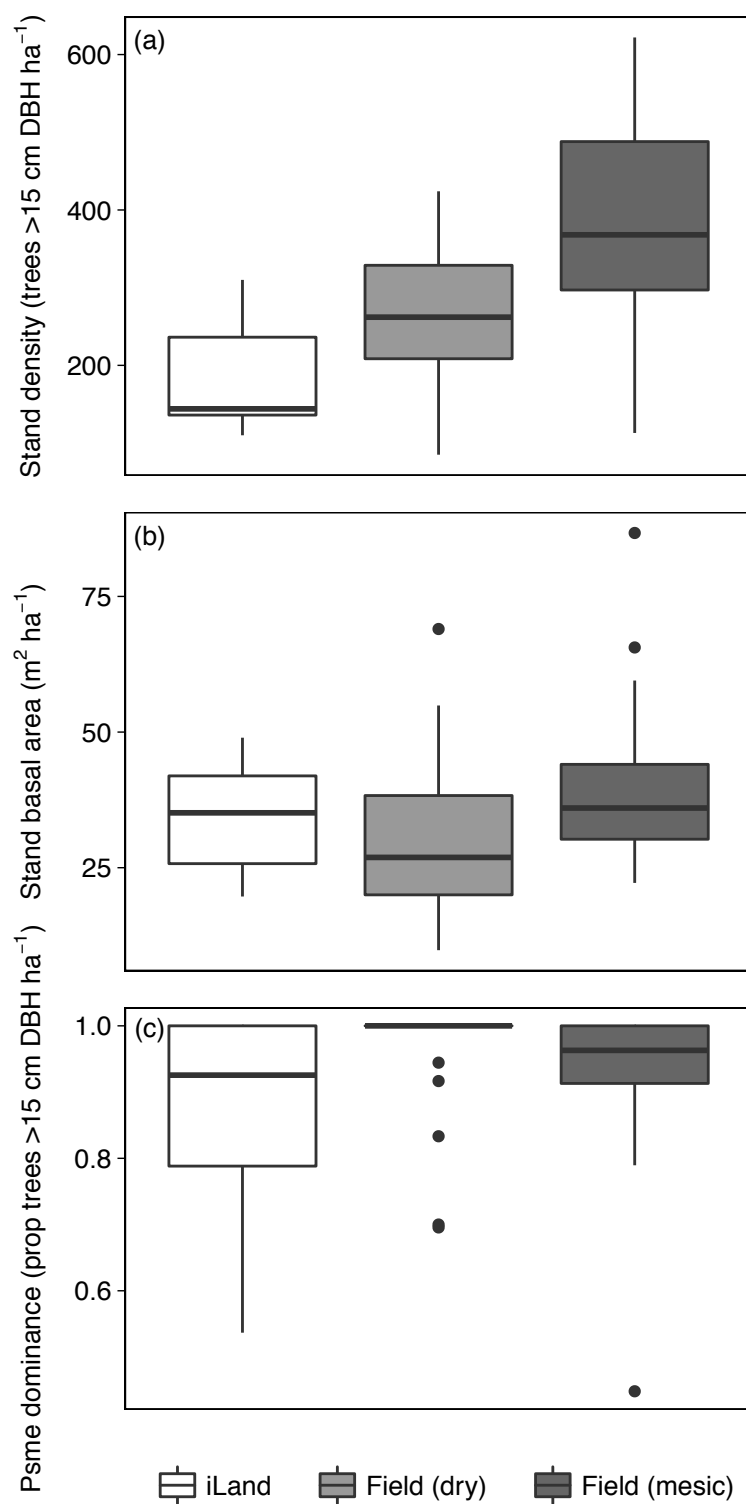 (a)
Stand density (trees >15 cm DBH ha⁻¹)
600
400
200
(b)
Stand basal area (m² ha⁻¹)
75
50
25
(c)
Psme dominance (prop trees >15 cm DBH ha⁻¹)
1.0
0.8
0.6
iLand Field (dry) Field (mesic)